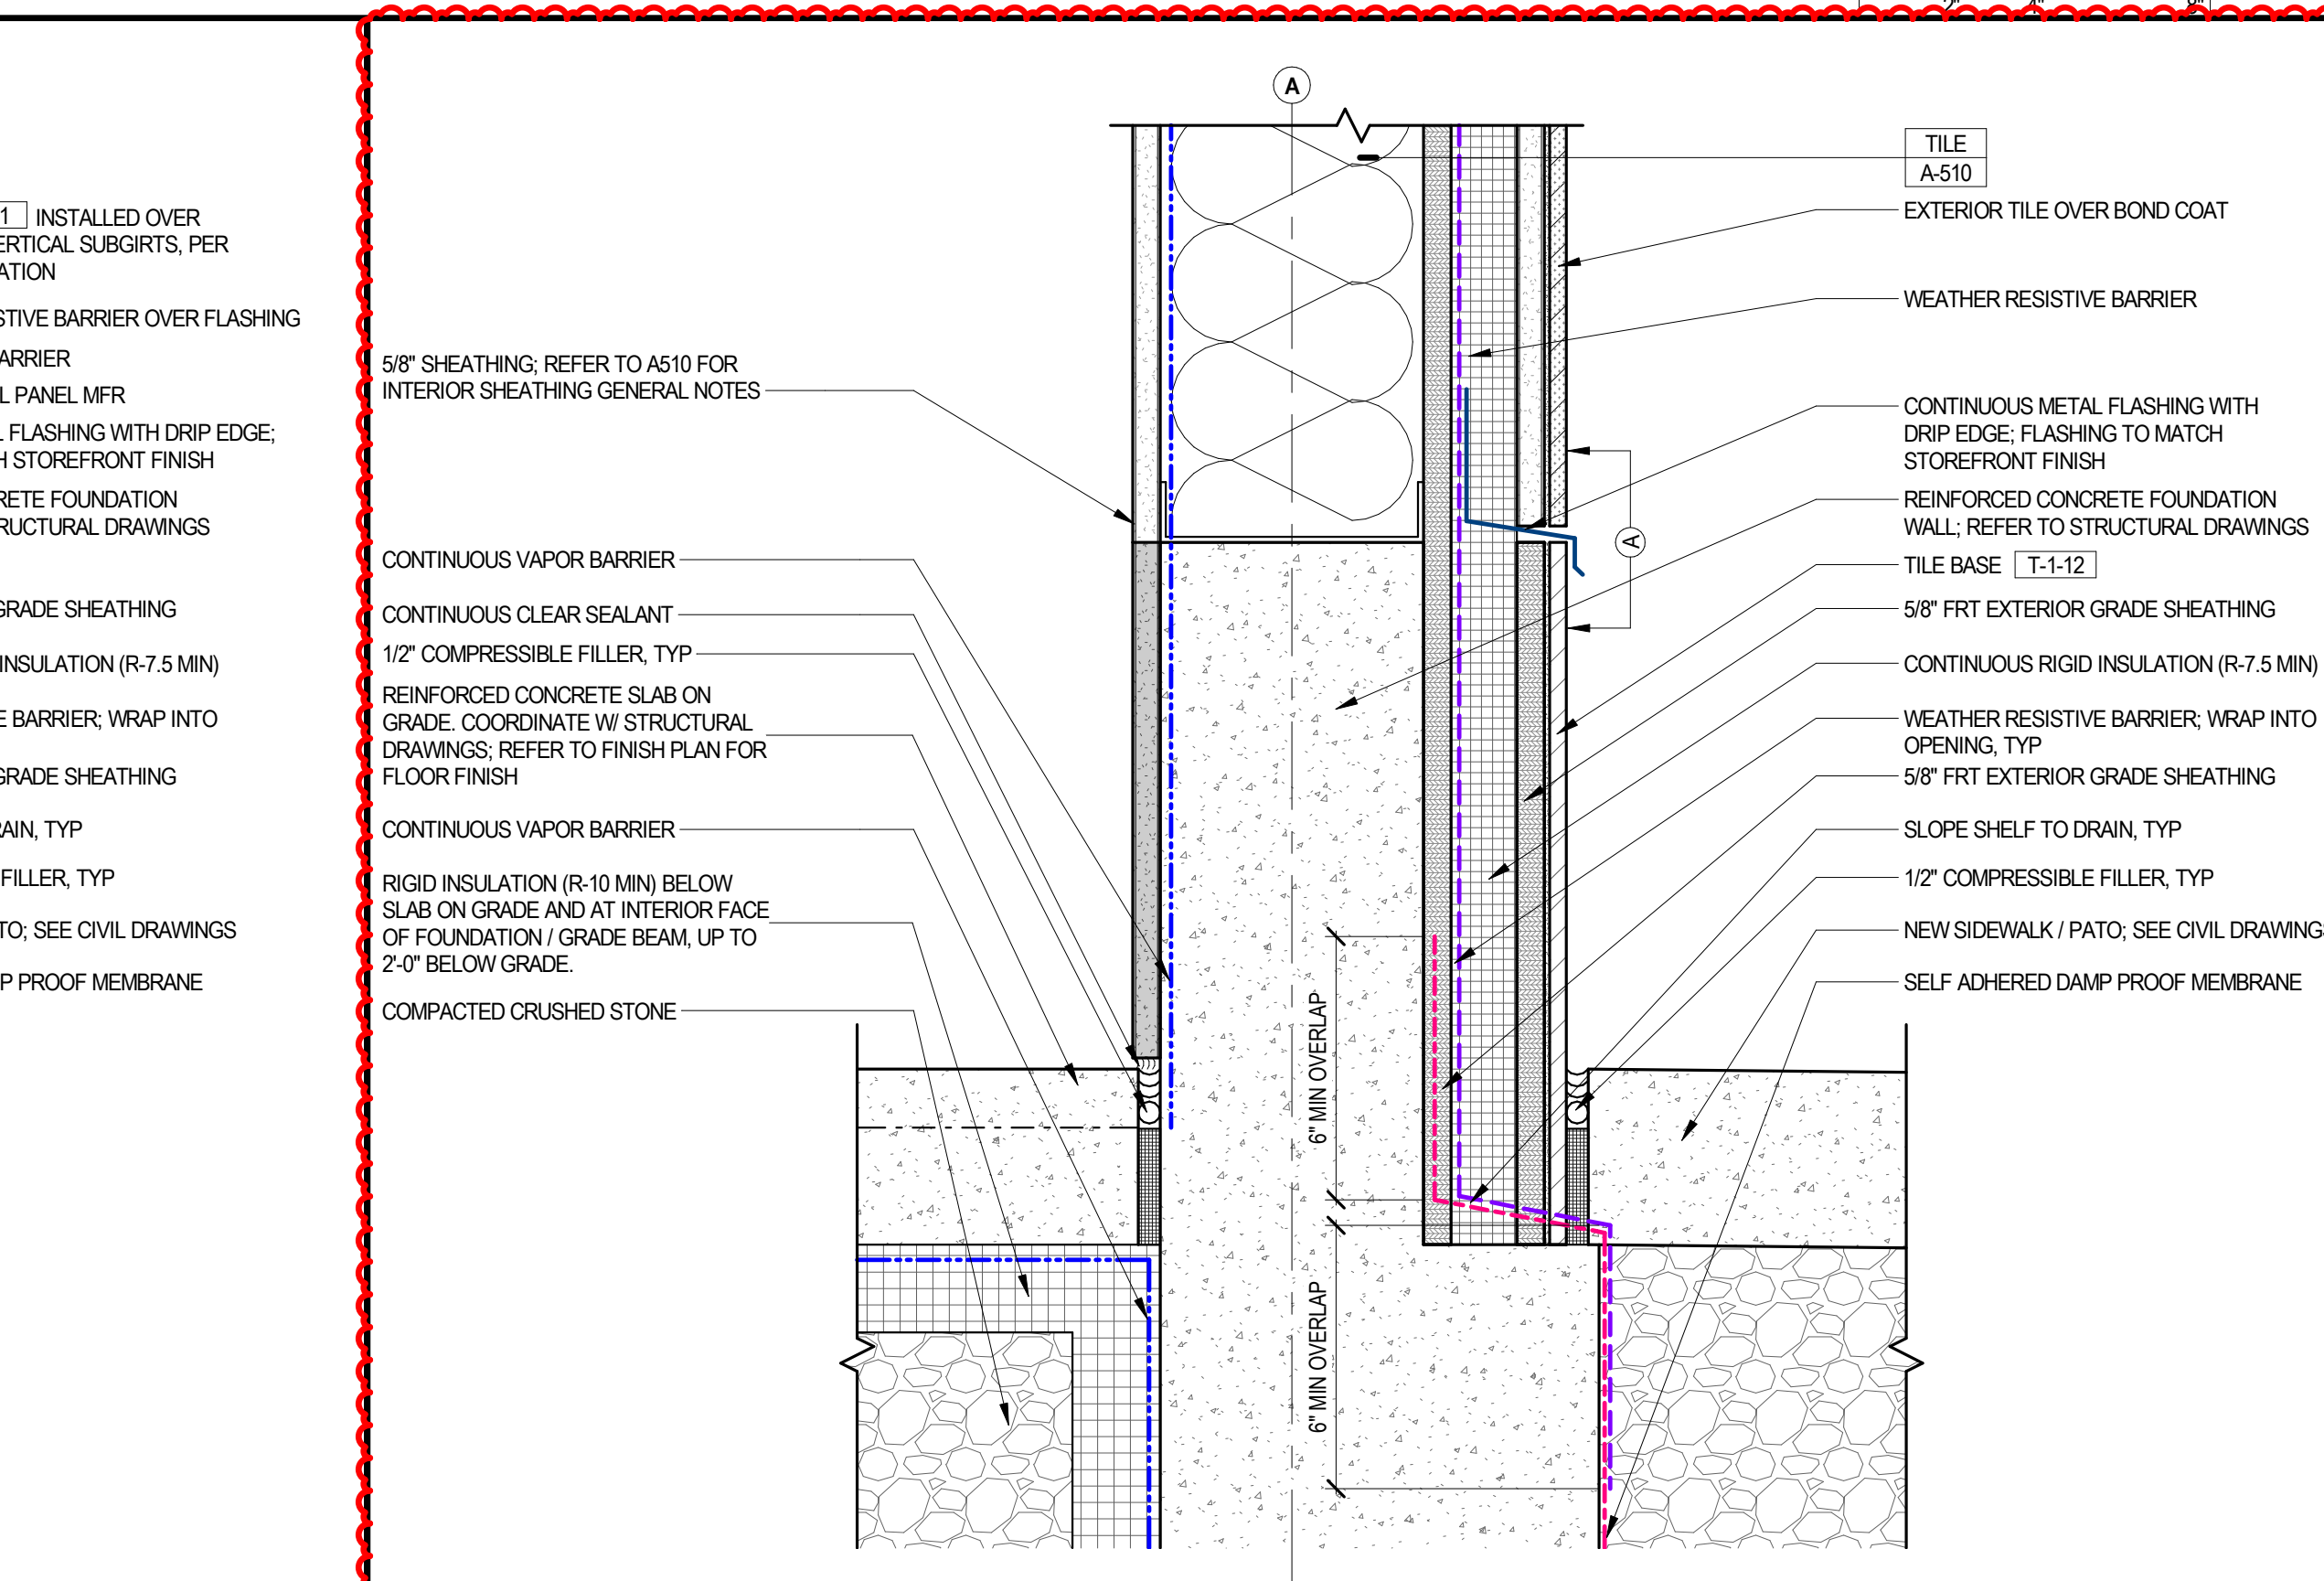 2" 4" 8"
1 INSTALLED OVER
ERTICAL SUBGIRTS, PER
ATION
STIVE BARRIER OVER FLASHING
ARRIER
L PANEL MFR
L FLASHING WITH DRIP EDGE;
H STOREFRONT FINISH
CRETE FOUNDATION
RUCTURAL DRAWINGS
GRADE SHEATHING
INSULATION (R-7.5 MIN)
E BARRIER; WRAP INTO
GRADE SHEATHING
RAIN, TYP
FILLER, TYP
TO; SEE CIVIL DRAWINGS
P PROOF MEMBRANE
5/8" SHEATHING; REFER TO A510 FOR
INTERIOR SHEATHING GENERAL NOTES
CONTINUOUS VAPOR BARRIER
CONTINUOUS CLEAR SEALANT
1/2" COMPRESSIBLE FILLER, TYP
REINFORCED CONCRETE SLAB ON
GRADE. COORDINATE W/ STRUCTURAL
DRAWINGS; REFER TO FINISH PLAN FOR
FLOOR FINISH
CONTINUOUS VAPOR BARRIER
RIGID INSULATION (R-10 MIN) BELOW
SLAB ON GRADE AND AT INTERIOR FACE
OF FOUNDATION / GRADE BEAM, UP TO
2'-0" BELOW GRADE.
COMPACTED CRUSHED STONE
A
6" MIN OVERLAP
6" MIN OVERLAP
A
TILE
A-510
EXTERIOR TILE OVER BOND COAT
WEATHER RESISTIVE BARRIER
CONTINUOUS METAL FLASHING WITH
DRIP EDGE; FLASHING TO MATCH
STOREFRONT FINISH
REINFORCED CONCRETE FOUNDATION
WALL; REFER TO STRUCTURAL DRAWINGS
TILE BASE T-1-12
5/8" FRT EXTERIOR GRADE SHEATHING
CONTINUOUS RIGID INSULATION (R-7.5 MIN)
WEATHER RESISTIVE BARRIER; WRAP INTO
OPENING, TYP
5/8" FRT EXTERIOR GRADE SHEATHING
SLOPE SHELF TO DRAIN, TYP
1/2" COMPRESSIBLE FILLER, TYP
NEW SIDEWALK / PATO; SEE CIVIL DRAWING
SELF ADHERED DAMP PROOF MEMBRANE